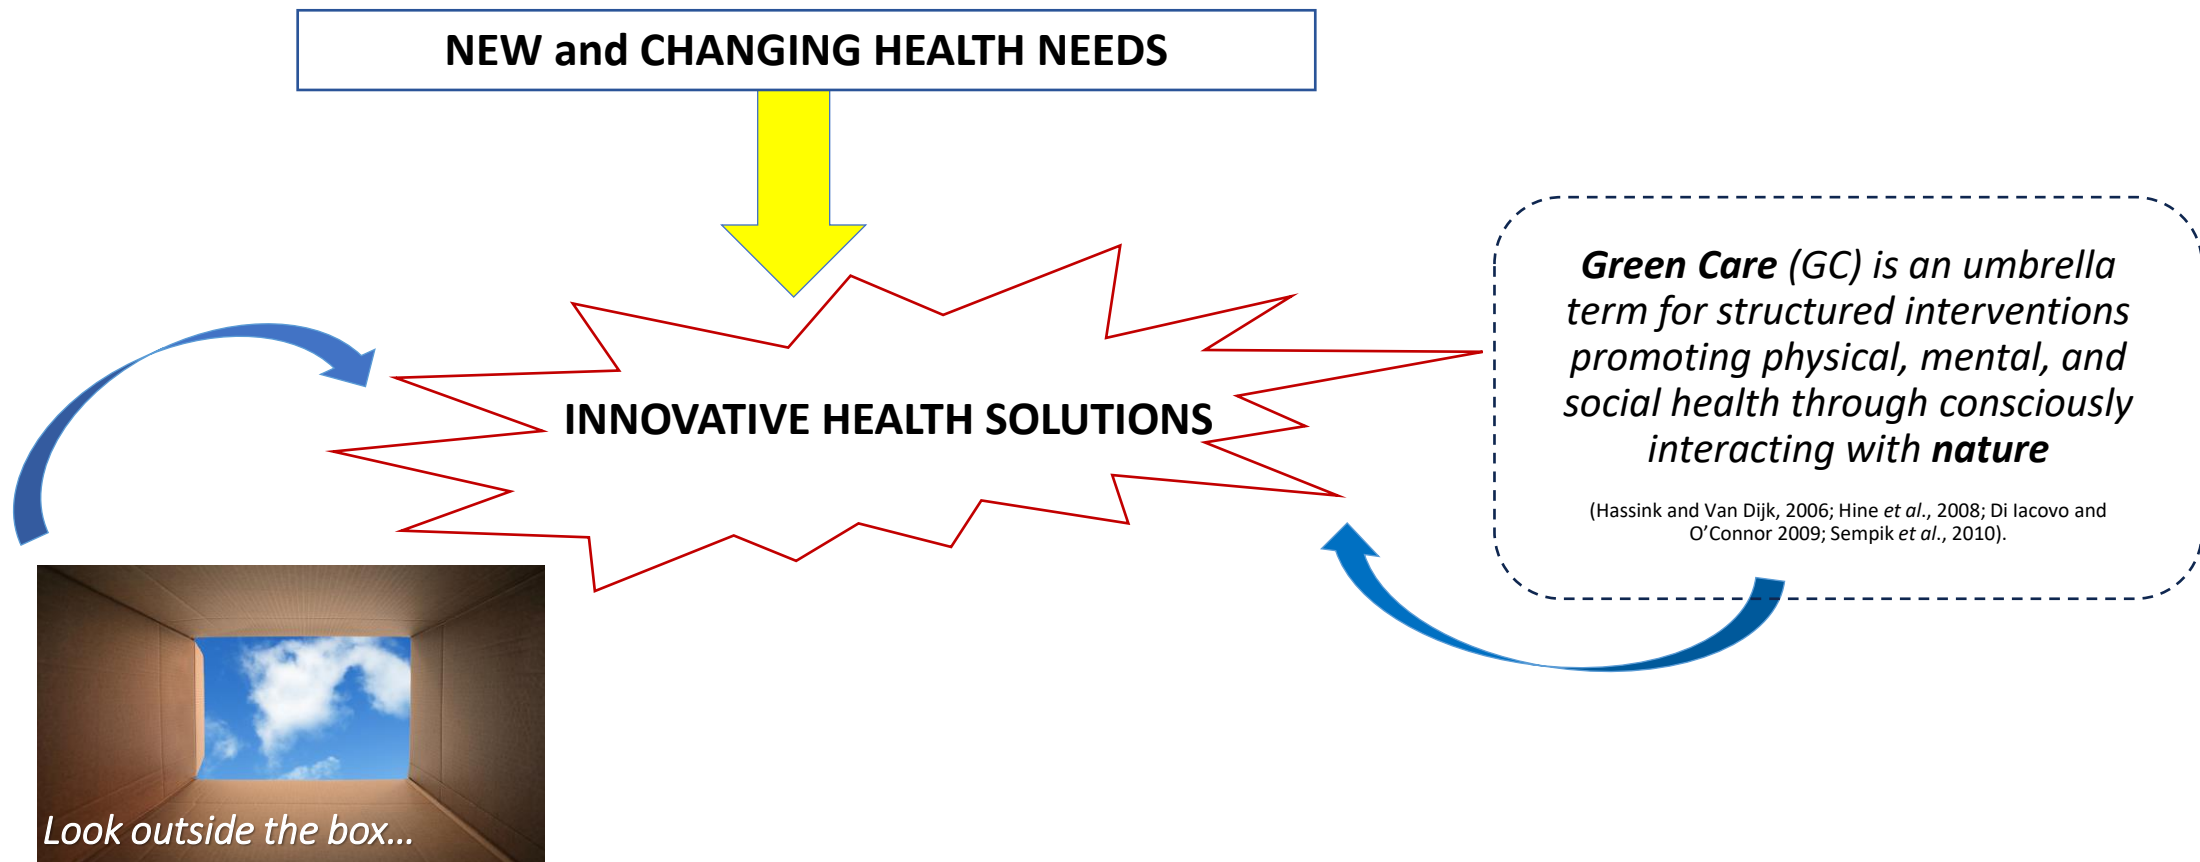 NEW and CHANGING HEALTH NEEDS
INNOVATIVE HEALTH SOLUTIONS
Green Care (GC) is an umbrella
term for structured interventions
promoting physical, mental, and
social health through consciously
interacting with nature
(Hassink and Van Dijk, 2006; Hine et al., 2008; Di Iacovo and
O’Connor 2009; Sempik et al., 2010).
Look outside the box...